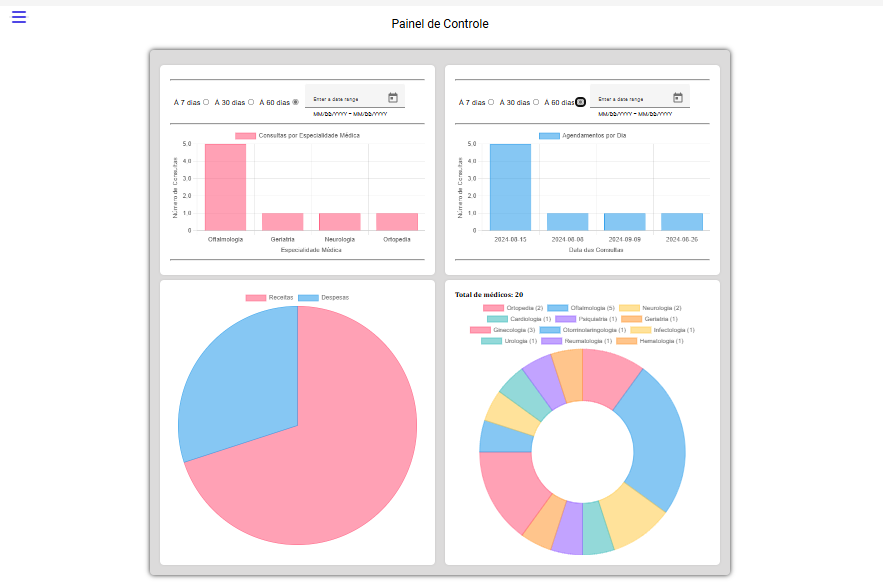 Painel de Controle
A 7 dias A 30 dias A 60 dias
Enter a date range
MM/DD/YYYY – MM/DD/YYYY
Consultas por Especialidade Médica
Número de Consultas
5.0
4.0
3.0
2.0
1.0
0
Oftalmologia Geriatria Neurologia Ortopedia
Especialidade Médica
A 7 dias A 30 dias A 60 dias
Enter a date range
MM/DD/YYYY – MM/DD/YYYY
Agendamentos por Dia
Número de Consultas
5.0
4.0
3.0
2.0
1.0
0
2024-08-15 2024-08-08 2024-09-09 2024-08-26
Data das Consultas
Receitas Despesas
Total de médicos: 20
Ortopedia (2) Oftalmologia (5) Neurologia (2)
Cardiologia (1) Psiquiatria (1) Geriatria (1)
Ginecologia (3) Otorrinolaringologia (1) Infectologia (1)
Urologia (1) Reumatologia (1) Hematologia (1)